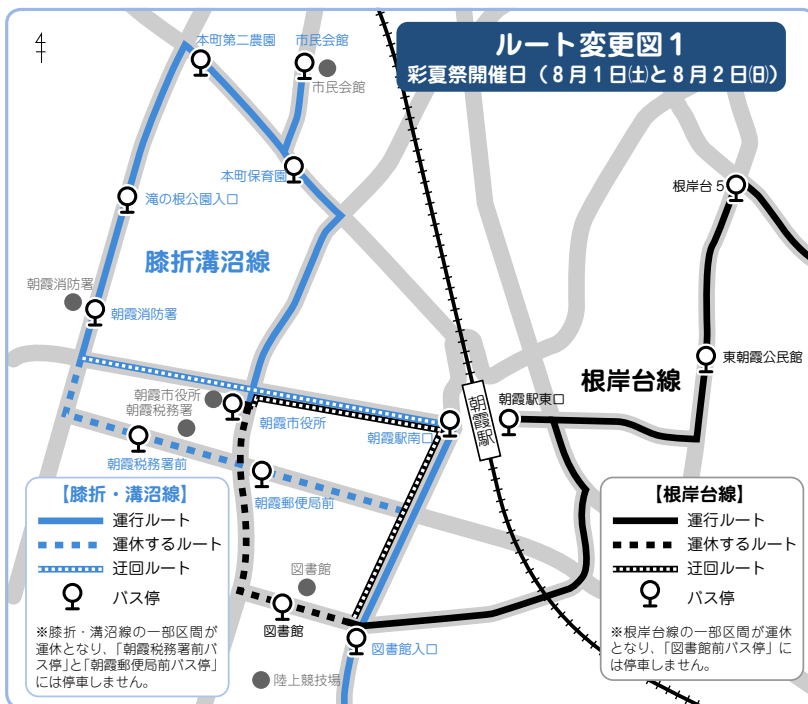 ルート変更図1
彩夏祭開催日(8月1日㈯と8月2日㈰)
本町第二農園
市民会館
市民会館
本町保育園
根岸台5
滝の根公園入口
膝折溝沼線
朝霞消防署
朝霞消防署
東朝霞公民館
根岸台線
朝霞市役所
朝霞税務署
朝霞市役所
朝霞駅南口
朝霞駅
朝霞駅東口
朝霞税務署前
朝霞郵便局前
図書館
図書館
図書館入口
陸上競技場
【膝折・溝沼線】
運行ルート
運休するルート
迂回ルート
バス停
※膝折・溝沼線の一部区間が
運休となり、「朝霞税務署前バ
ス停」と「朝霞郵便局前バス停」
には停車しません。
【根岸台線】
運行ルート
運休するルート
迂回ルート
バス停
※根岸台線の一部区間が運休
となり、「図書館前バス停」に
は停車しません。